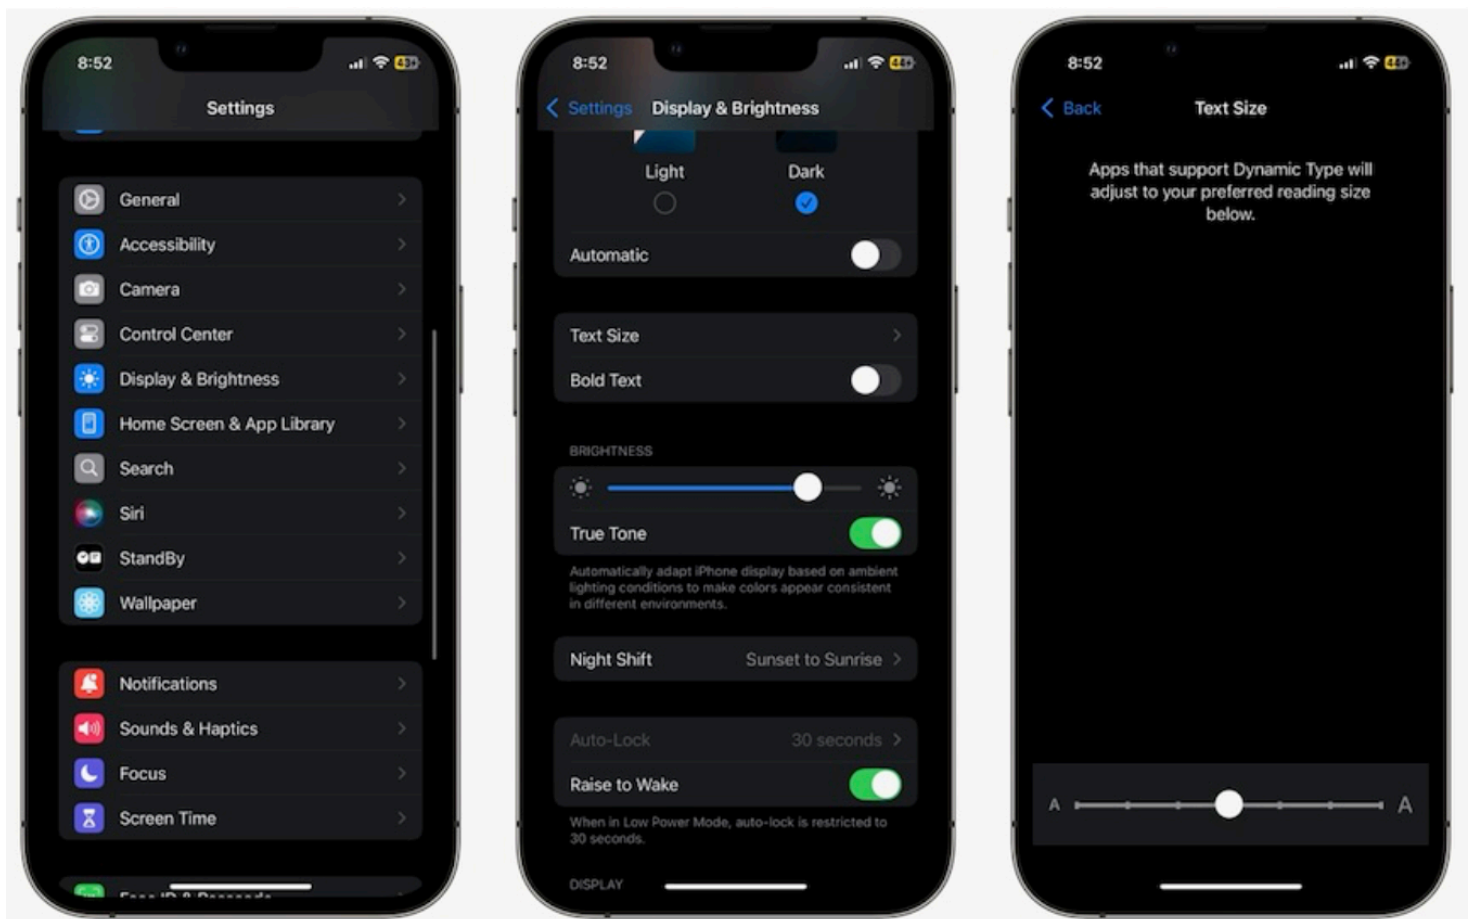 8:52
Settings
General
Accessibility
Camera
Control Center
Display & Brightness
Home Screen & App Library
Search
Siri
StandBy
Wallpaper
Notifications
Sounds & Haptics
Focus
Screen Time
8:52
Settings
Display & Brightness
Light
Dark
Automatic
Text Size
Bold Text
BRIGHTNESS
True Tone
Automatically adapt iPhone display based on ambient
lighting conditions to make colors appear consistent
in different environments.
Night Shift
Sunset to Sunrise
Auto-Lock
30 seconds
Raise to Wake
When in Low Power Mode, auto-lock is restricted to
30 seconds.
DISPLAY
8:52
Back
Text Size
Apps that support Dynamic Type will
adjust to your preferred reading size
below.
A
A